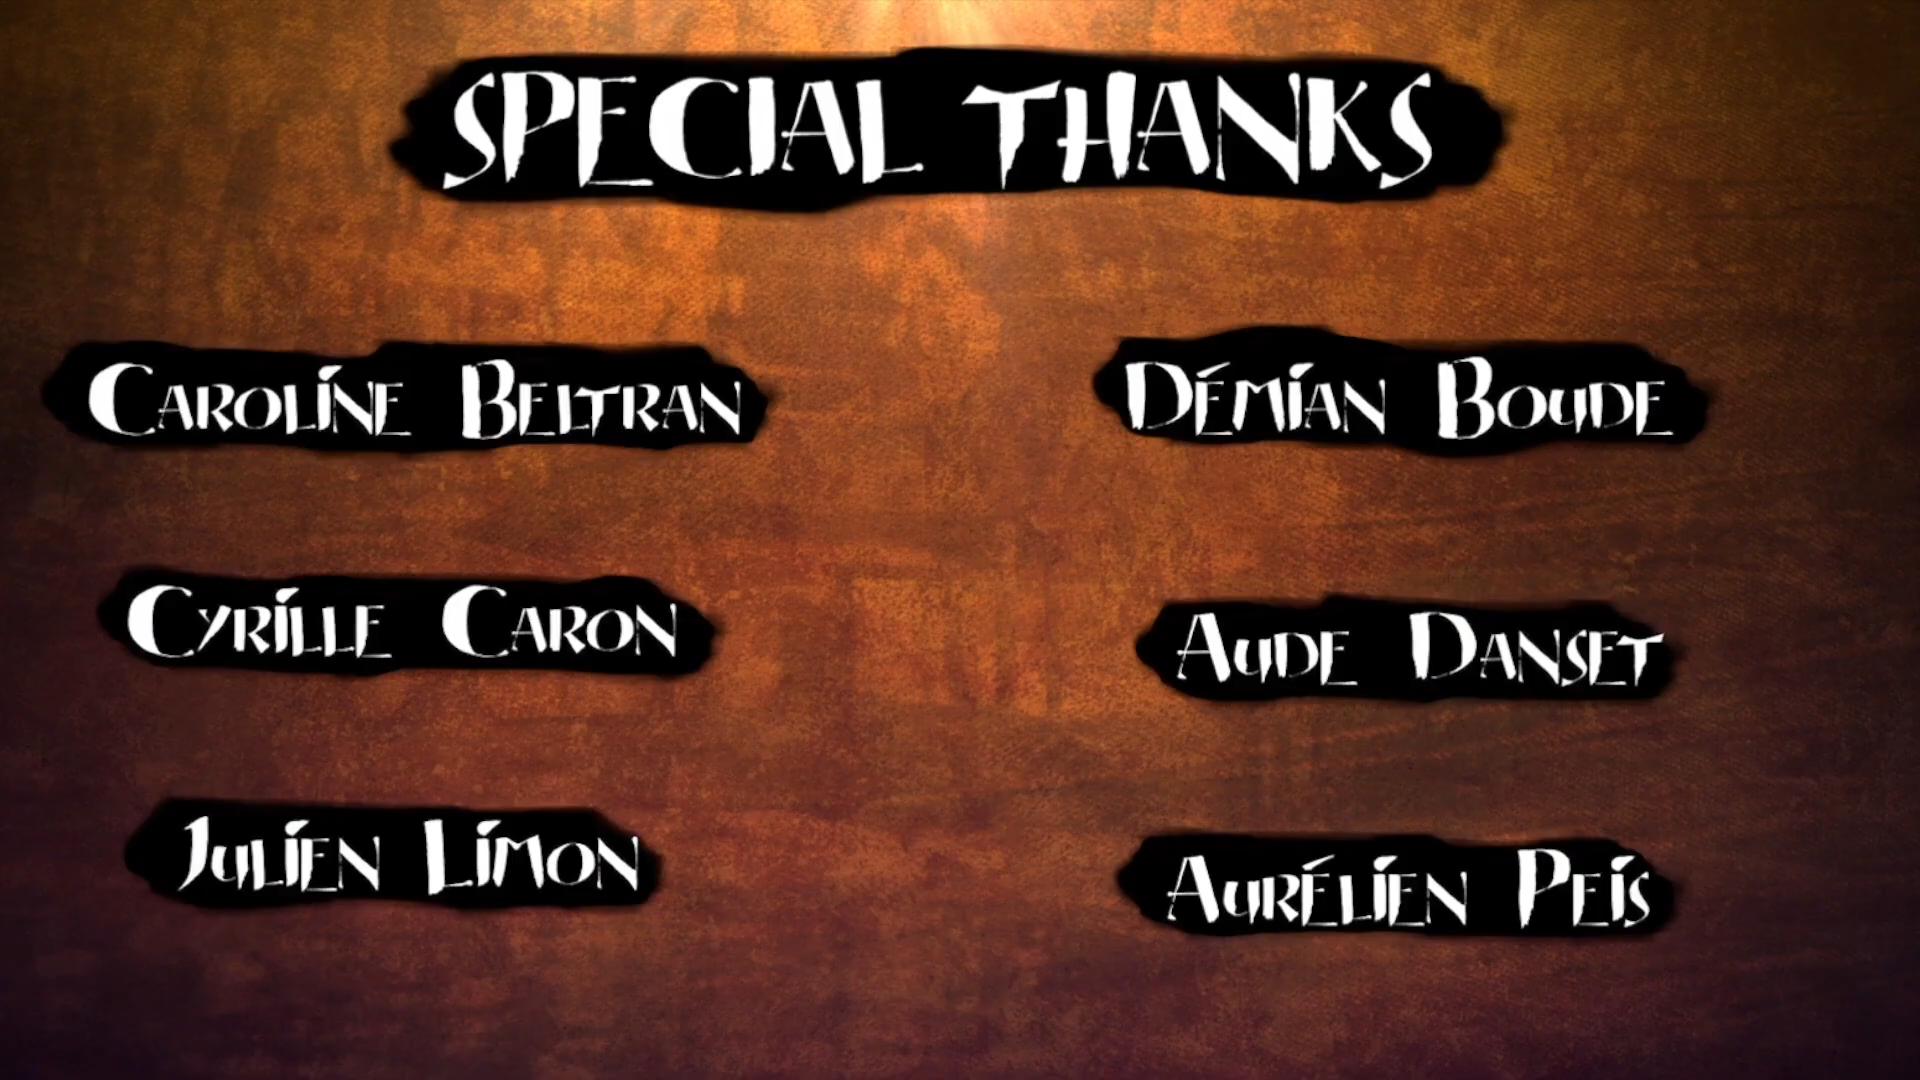 SPECIAL THANKS
Caroline Beltran
Démian Boude
Cyrille Caron
Aude Danset
Julien Limon
Aurélien Peis